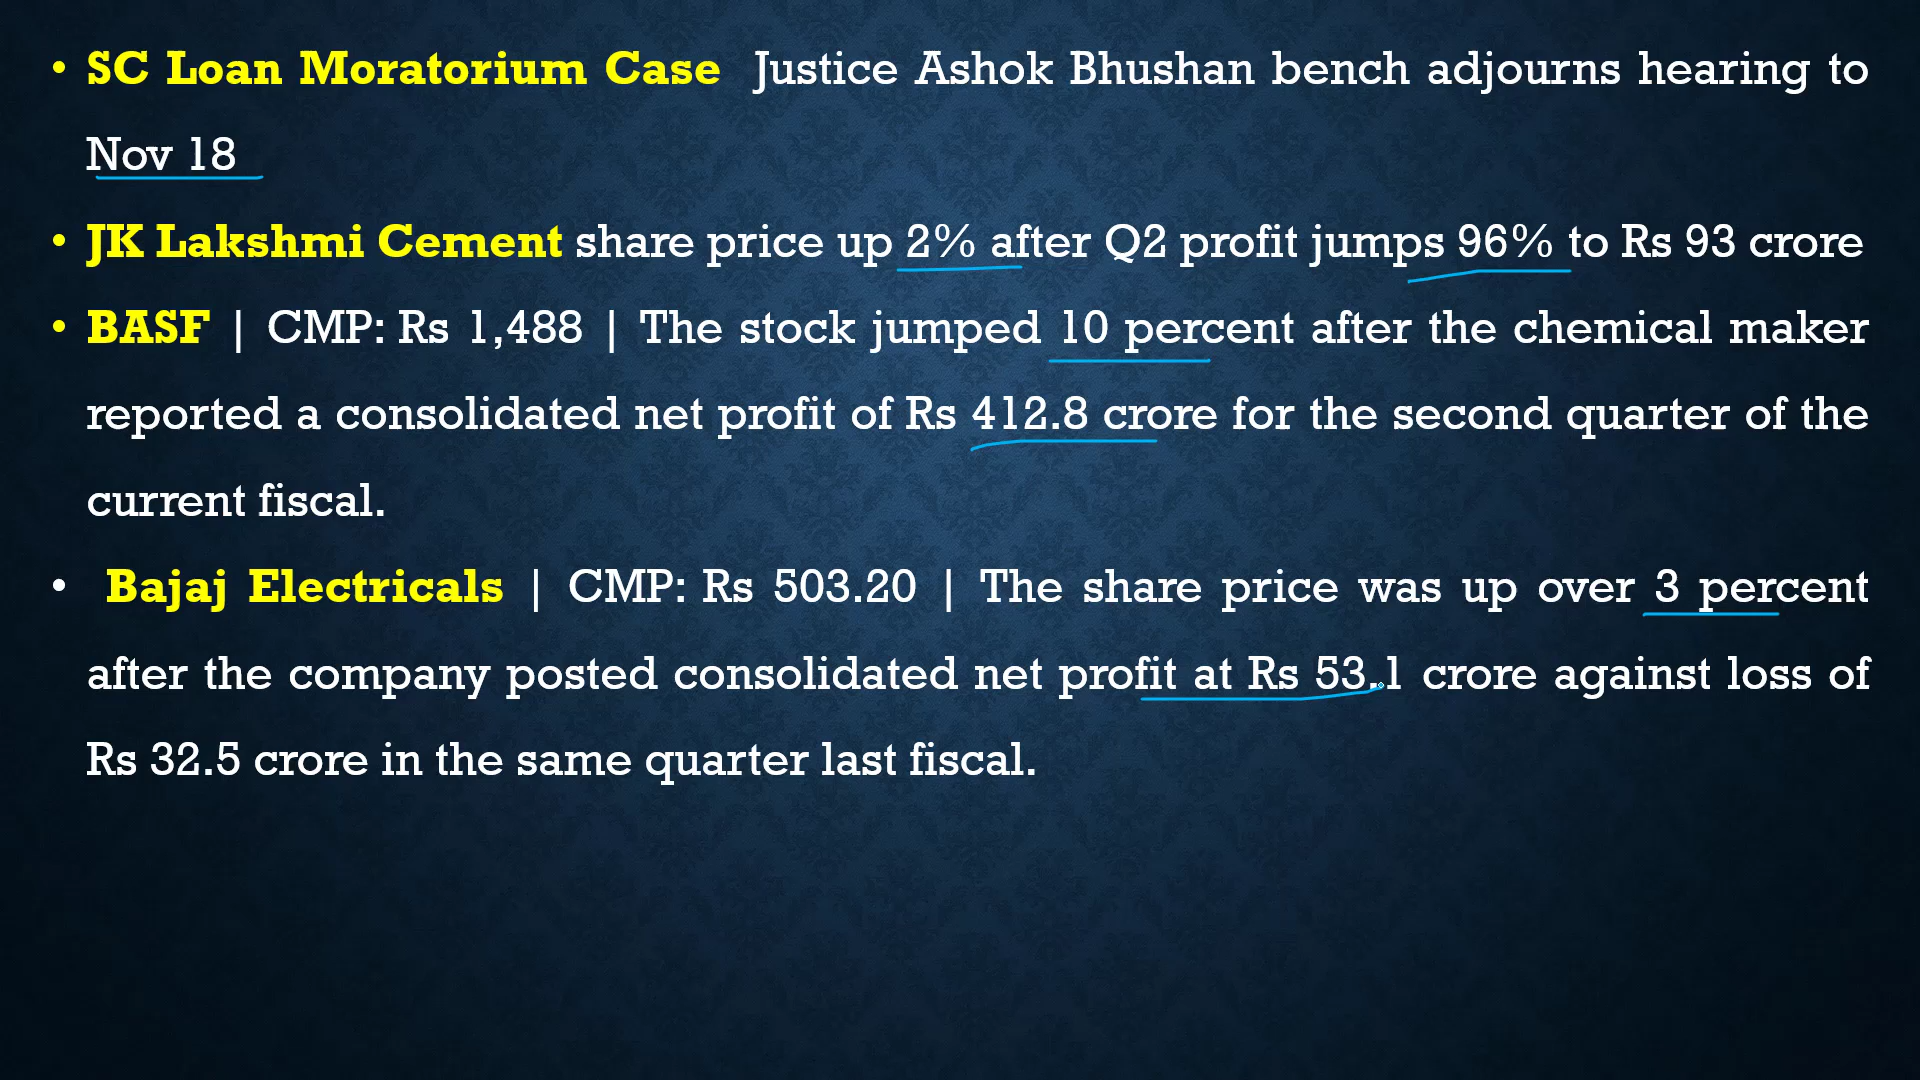 • SC Loan Moratorium Case Justice Ashok Bhushan bench adjourns hearing to
Nov 18
• JK Lakshmi Cement share price up 2% after Q2 profit jumps 96% to Rs 93 crore
• BASF | CMP: Rs 1,488 | The stock jumped 10 percent after the chemical maker
reported a consolidated net profit of Rs 412.8 crore for the second quarter of the
current fiscal.
• Bajaj Electricals | CMP: Rs 503.20 | The share price was up over 3 percent
after the company posted consolidated net profit at Rs 53.1 crore against loss of
Rs 32.5 crore in the same quarter last fiscal.